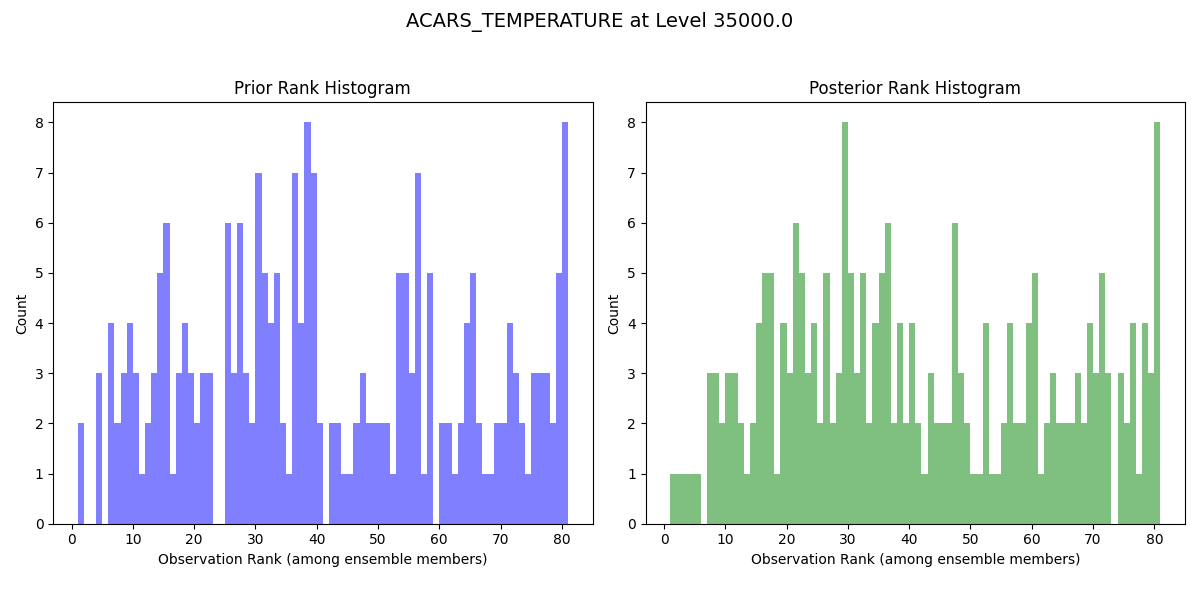 ACARS_TEMPERATURE at Level 35000.0
Prior Rank Histogram
Count
8
7
6
5
4
3
2
1
0
0 10 20 30 40 50 60 70 80
Observation Rank (among ensemble members)
Posterior Rank Histogram
Count
8
7
6
5
4
3
2
1
0
0 10 20 30 40 50 60 70 80
Observation Rank (among ensemble members)